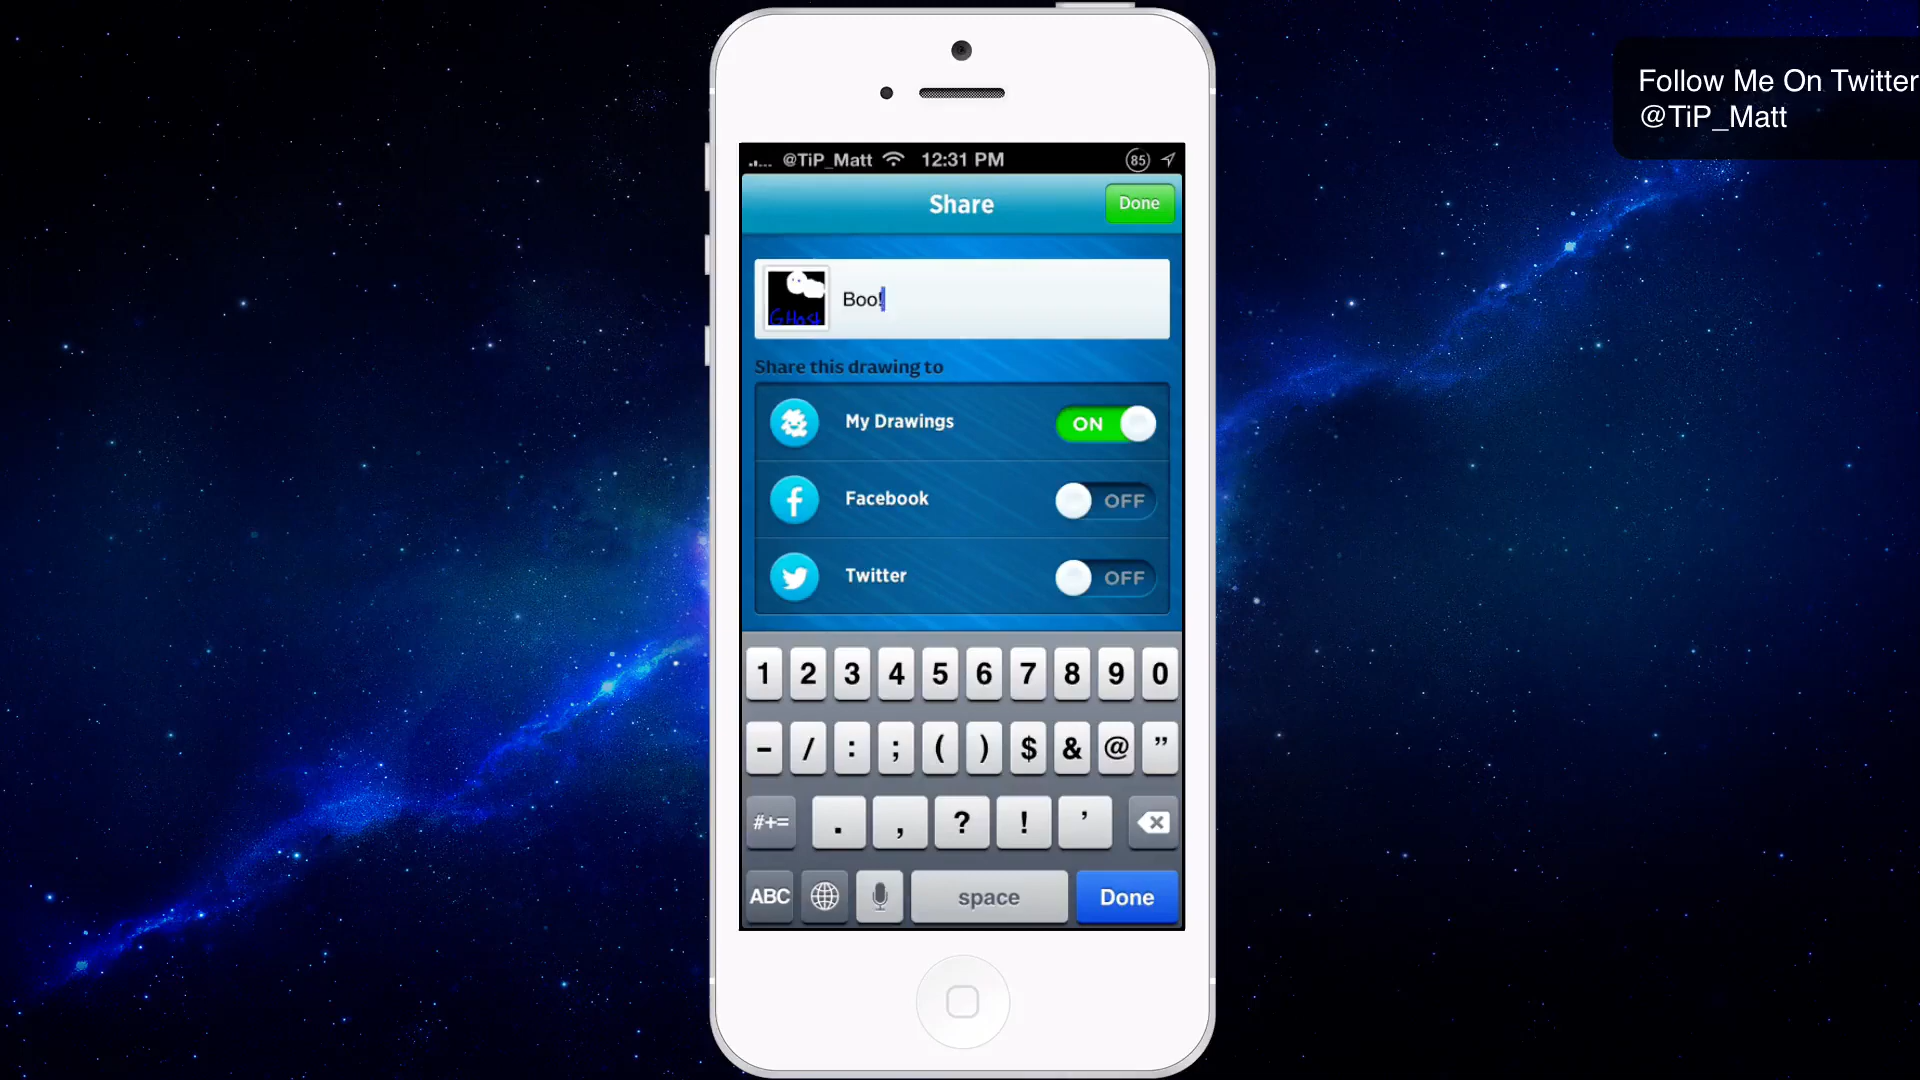 Follow Me On Twitter
@TiP_Matt
@TiP_Matt 12:31 PM 85
Share Done
GHost
Boo!
Share this drawing to
My Drawings ON
Facebook OFF
Twitter OFF
1 2 3 4 5 6 7 8 9 0
- / : ; ( ) $ & @ ”
#+= . , ? ! ’
ABC space Done